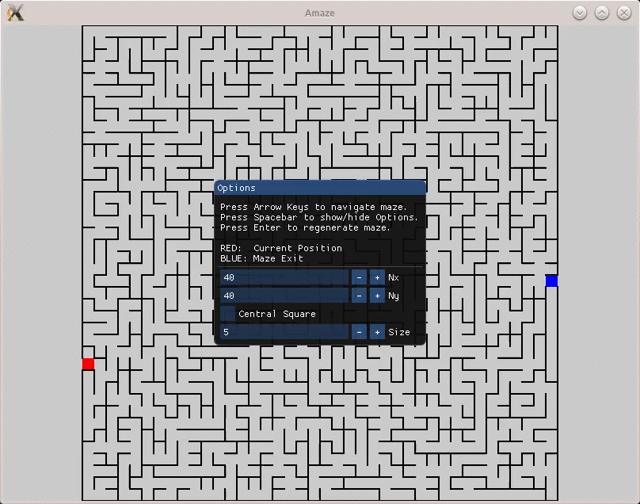 Amaze
Options
Press Arrow Keys to navigate maze.
Press Spacebar to show/hide Options.
Press Enter to regenerate maze.
RED:  Current Position
BLUE: Maze Exit
40 - + Nx
40 - + Ny
Central Square
5 - + Size